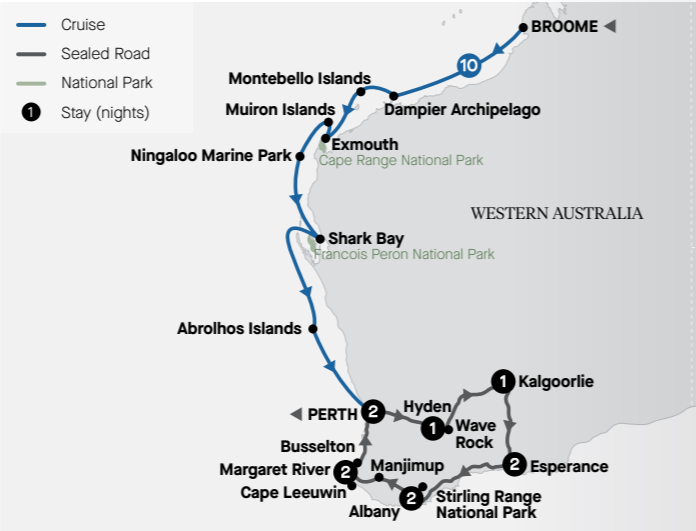 Cruise
Sealed Road
National Park
1 Stay (nights)
BROOME
10
Montebello Islands
Dampier Archipelago
Muiron Islands
Exmouth
Ningaloo Marine Park
Cape Range National Park
WESTERN AUSTRALIA
Shark Bay
Francois Peron National Park
Abrolhos Islands
1 Kalgoorlie
PERTH 2
Hyden
1 Wave
Rock
Busselton
Margaret River 2
Manjimup
2 Esperance
Cape Leeuwin
Albany 2
Stirling Range
National Park